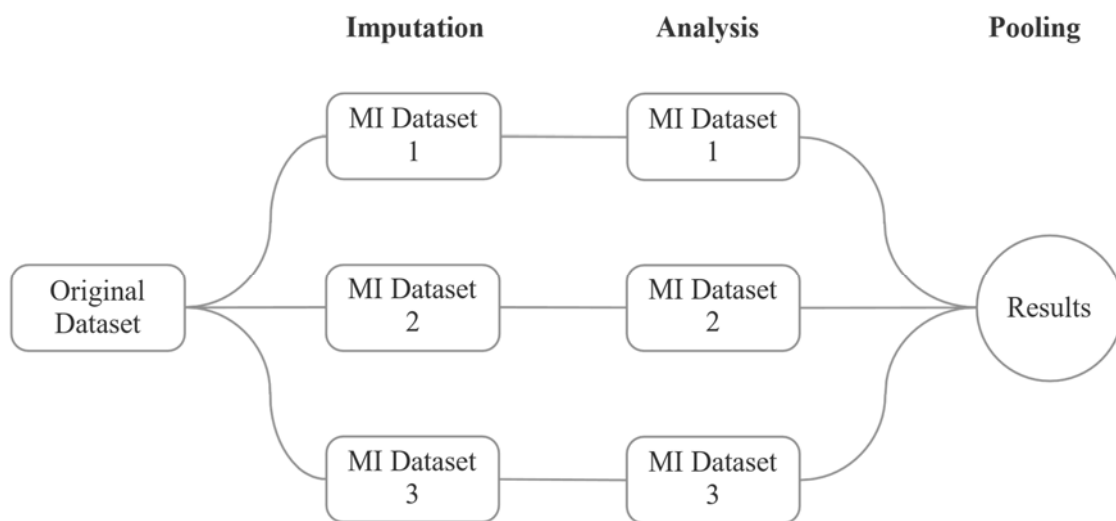 Imputation
Analysis
Pooling
MI Dataset
1
MI Dataset
1
Original
Dataset
MI Dataset
2
MI Dataset
2
Results
MI Dataset
3
MI Dataset
3